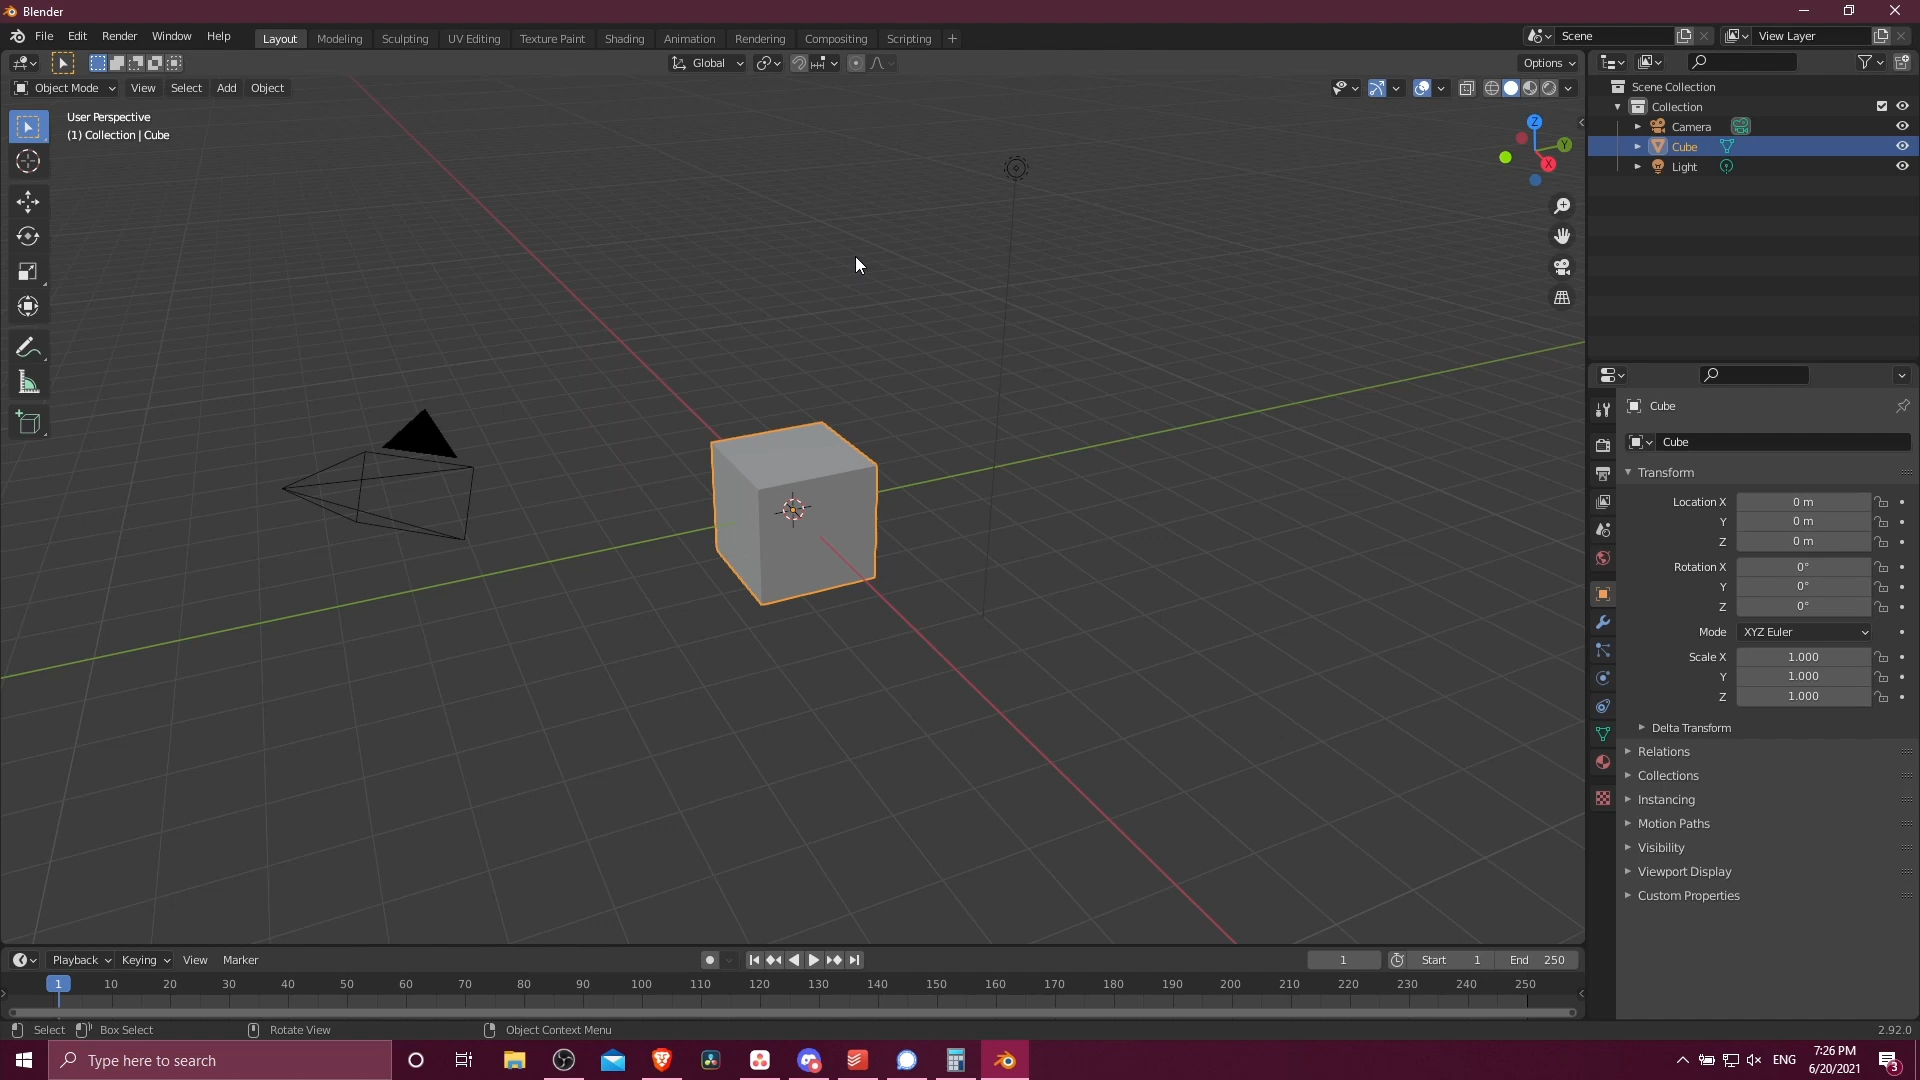 Blender
File Edit Render Window Help Layout Modeling Sculpting UV Editing Texture Paint Shading Animation Rendering Compositing Scripting + Scene View Layer
Global Options
Object Mode View Select Add Object
User Perspective
(1) Collection | Cube
Z
Y
X
Scene Collection
Collection
Camera
Cube
Light
Cube
Cube
Transform
Location X 0 m
Y 0 m
Z 0 m
Rotation X 0°
Y 0°
Z 0°
Mode XYZ Euler
Scale X 1.000
Y 1.000
Z 1.000
Delta Transform
Relations
Collections
Instancing
Motion Paths
Visibility
Viewport Display
Custom Properties
Playback Keying View Marker 1 Start 1 End 250
1 10 20 30 40 50 60 70 80 90 100 110 120 130 140 150 160 170 180 190 200 210 220 230 240 250
Select Box Select Rotate View Object Context Menu 2.92.0
Type here to search ENG 7:26 PM
6/20/2021 3